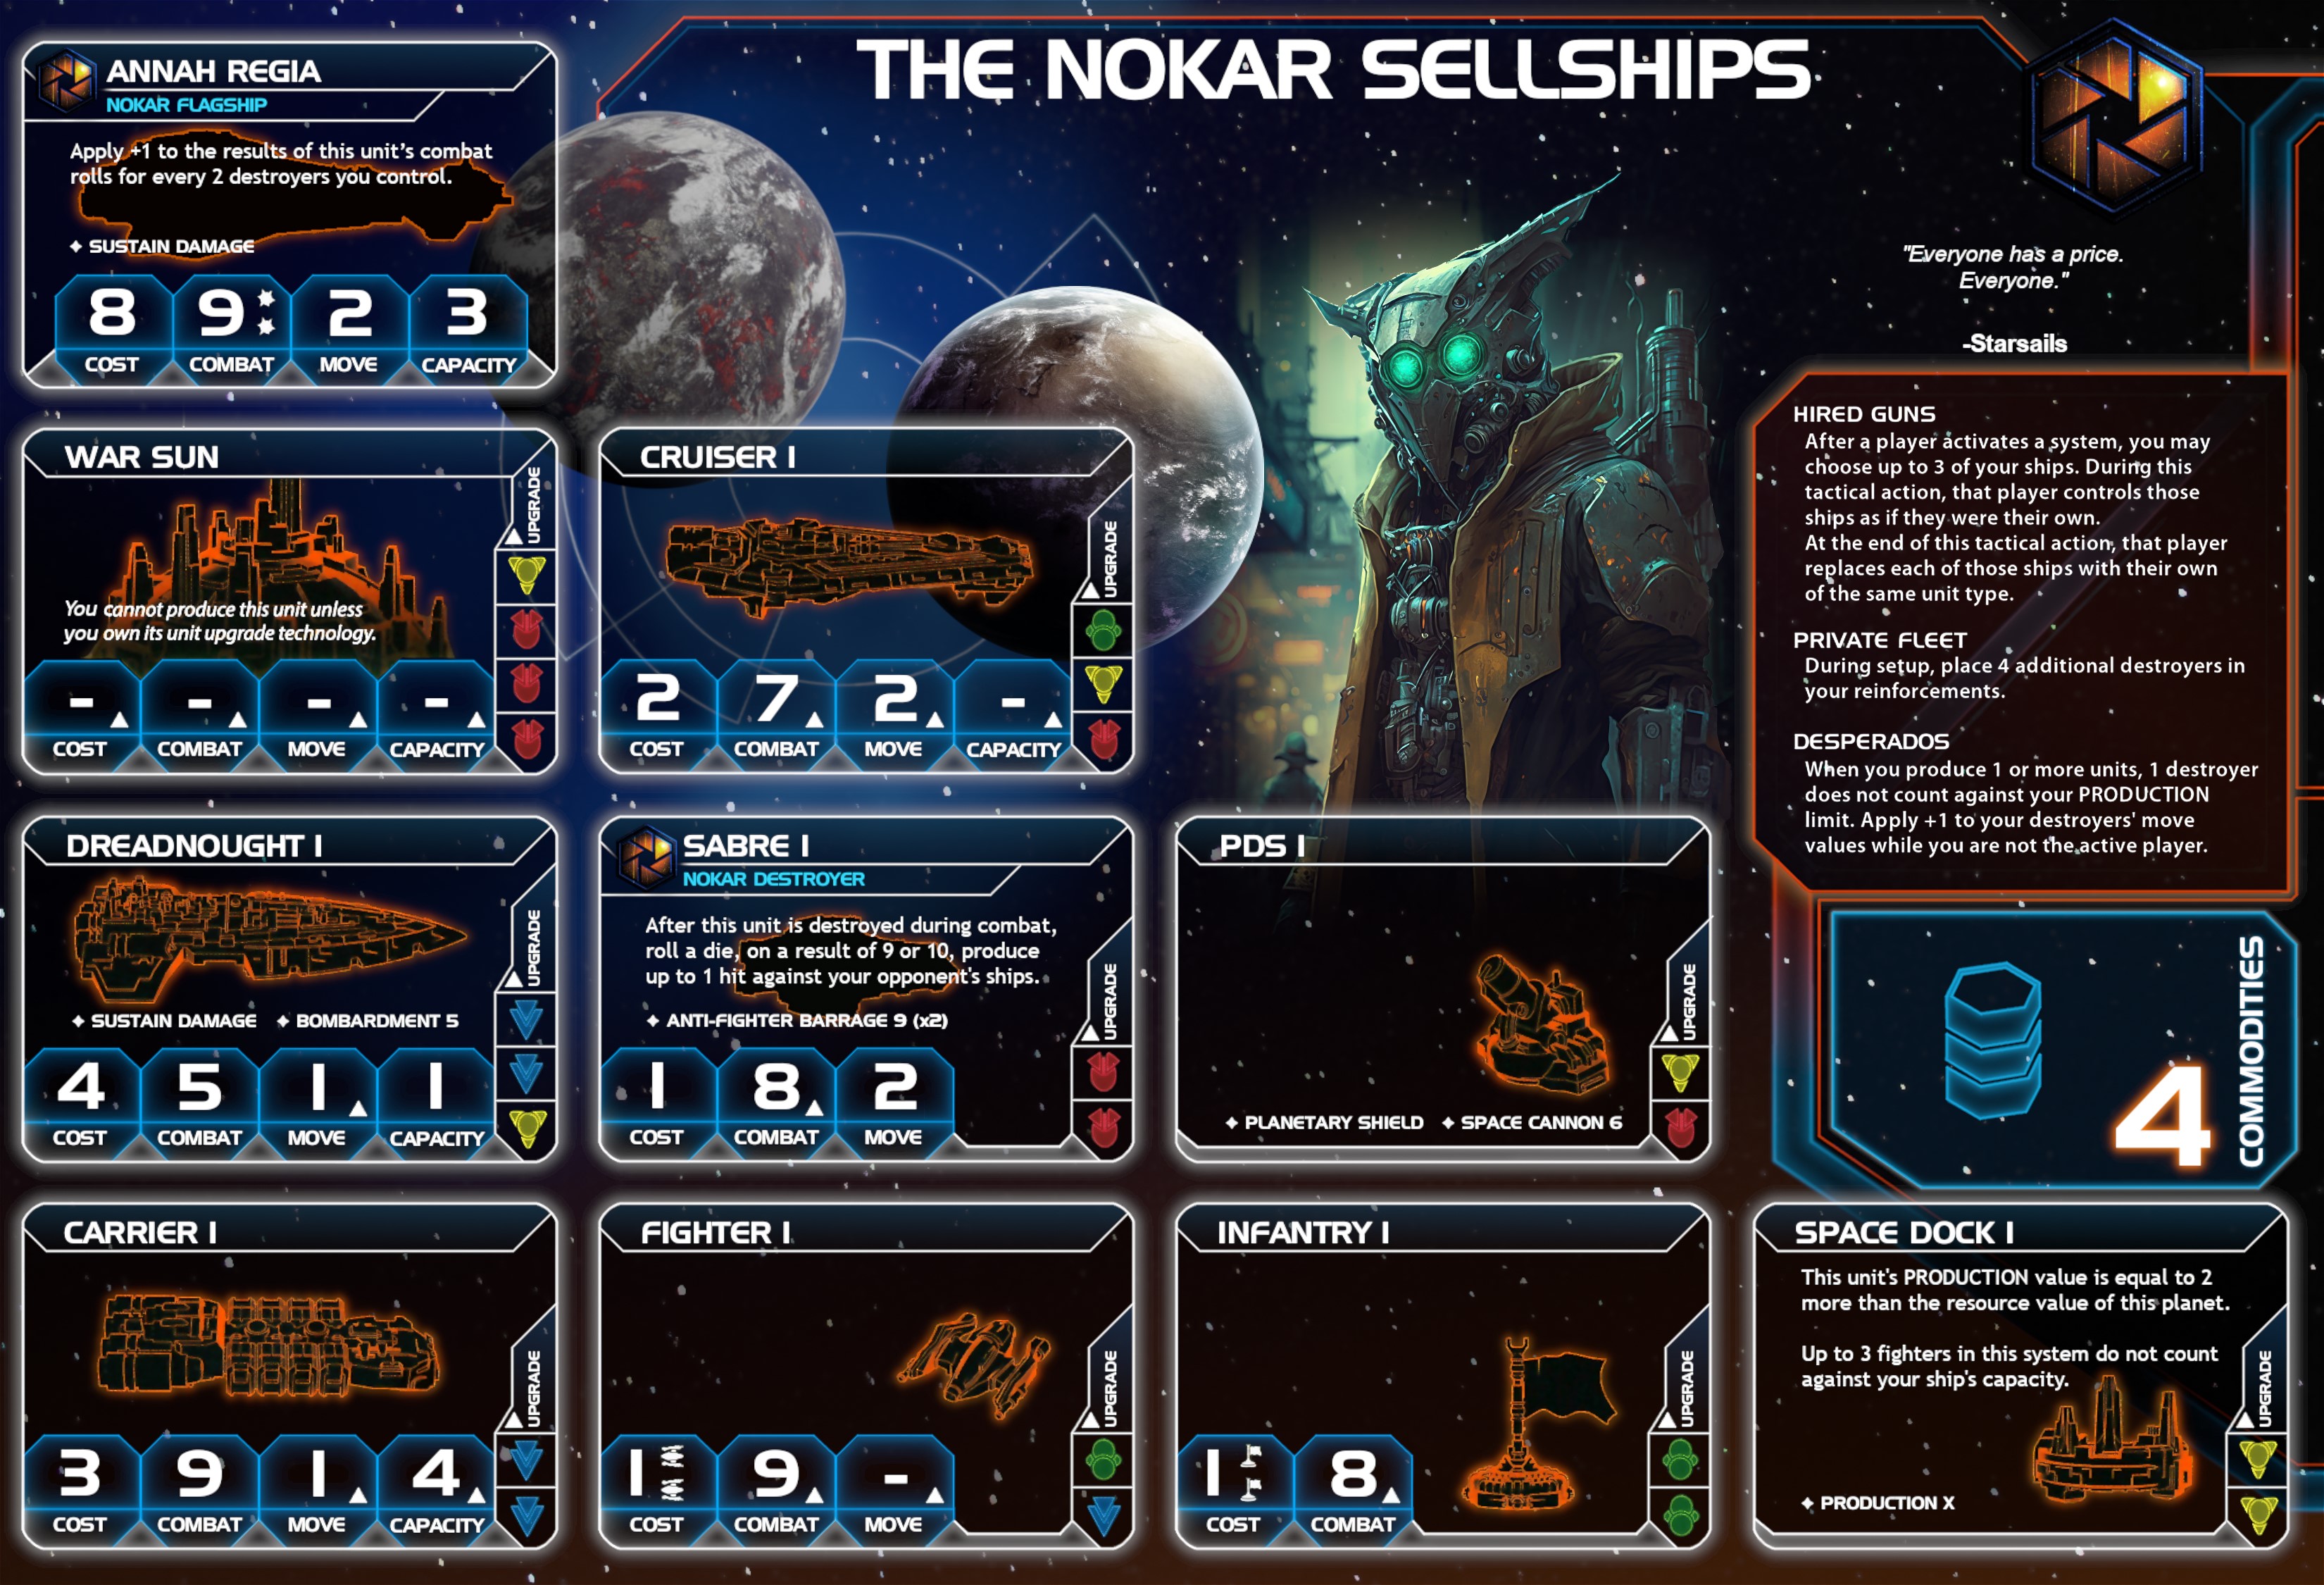 THE NOKAR SELLSHIPS
ANNAH REGIA
NOKAR FLAGSHIP
Apply +1 to the results of this unit's combat
rolls for every 2 destroyers you control.
SUSTAIN DAMAGE
8 9 2 3
COST COMBAT MOVE CAPACITY
"Everyone has a price.
Everyone."
-Starsails
WAR SUN
UPGRADE
You cannot produce this unit unless
you own its unit upgrade technology.
- - - -
COST COMBAT MOVE CAPACITY
CRUISER I
UPGRADE
2 7 2 -
COST COMBAT MOVE CAPACITY
HIRED GUNS
After a player activates a system, you may
choose up to 3 of your ships. During this
tactical action, that player controls those
ships as if they were their own.
At the end of this tactical action, that player
replaces each of those ships with their own
of the same unit type.
PRIVATE FLEET
During setup, place 4 additional destroyers in
your reinforcements.
DESPERADOS
When you produce 1 or more units, 1 destroyer
does not count against your PRODUCTION
limit. Apply +1 to your destroyers' move
values while you are not the active player.
DREADNOUGHT I
UPGRADE
SUSTAIN DAMAGE BOMBARDMENT 5
4 5 1 1
COST COMBAT MOVE CAPACITY
SABRE I
NOKAR DESTROYER
After this unit is destroyed during combat,
roll a die, on a result of 9 or 10, produce
up to 1 hit against your opponent's ships.
ANTI-FIGHTER BARRAGE 9 (x2)
UPGRADE
1 8 2
COST COMBAT MOVE
PDS I
UPGRADE
PLANETARY SHIELD SPACE CANNON 6
4
COMMODITIES
CARRIER I
UPGRADE
3 9 1 4
COST COMBAT MOVE CAPACITY
FIGHTER I
UPGRADE
1 9 -
COST COMBAT MOVE
INFANTRY I
UPGRADE
1 8
COST COMBAT
SPACE DOCK I
This unit's PRODUCTION value is equal to 2
more than the resource value of this planet.
Up to 3 fighters in this system do not count
against your ship's capacity.
UPGRADE
PRODUCTION X